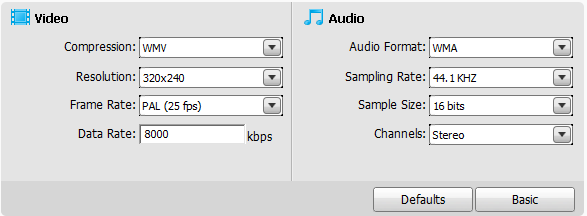 Video
Compression: WMV
Resolution: 320x240
Frame Rate: PAL (25 fps)
Data Rate: 8000 kbps
Audio
Audio Format: WMA
Sampling Rate: 44.1 KHZ
Sample Size: 16 bits
Channels: Stereo
Defaults
Basic